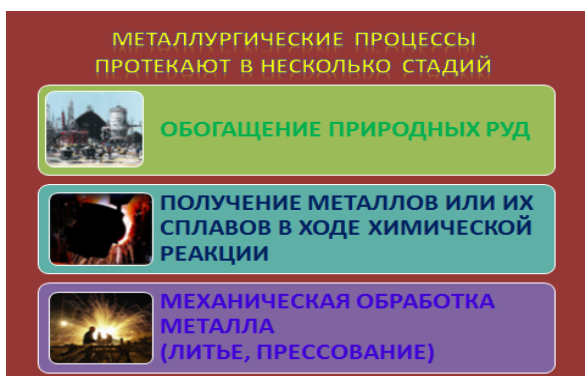 МЕТАЛЛУРГИЧЕСКИЕ ПРОЦЕССЫ
ПРОТЕКАЮТ В НЕСКОЛЬКО СТАДИЙ
ОБОГАЩЕНИЕ ПРИРОДНЫХ РУД
ПОЛУЧЕНИЕ МЕТАЛЛОВ ИЛИ ИХ
СПЛАВОВ В ХОДЕ ХИМИЧЕСКОЙ
РЕАКЦИИ
МЕХАНИЧЕСКАЯ ОБРАБОТКА
МЕТАЛЛА
(ЛИТЬЕ, ПРЕССОВАНИЕ)